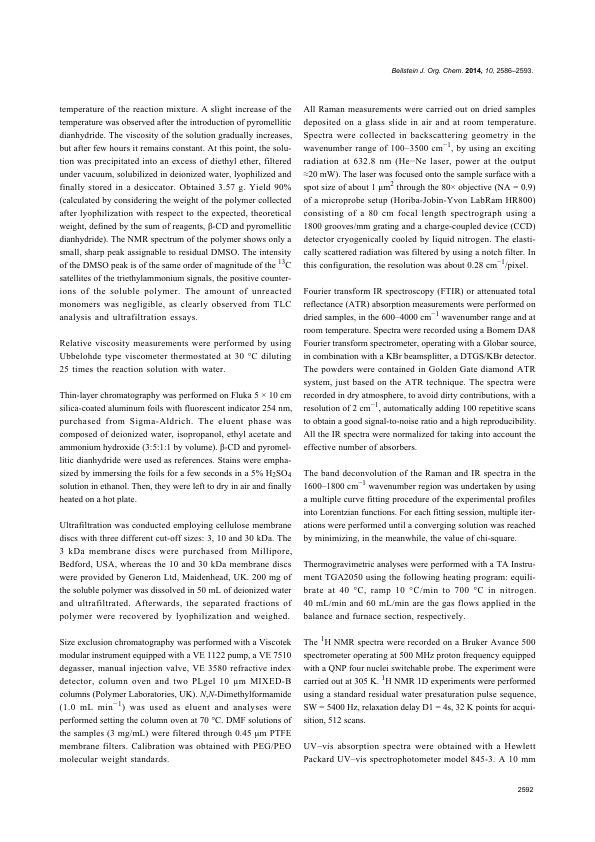 Beilstein J. Org. Chem. 2014, 10, 2586–2593.
temperature of the reaction mixture. A slight increase of the
temperature was observed after the introduction of pyromellitic
dianhydride. The viscosity of the solution gradually increases,
but after few hours it remains constant. At this point, the solu-
tion was precipitated into an excess of diethyl ether, filtered
under vacuum, solubilized in deionized water, lyophilized and
finally stored in a desiccator. Obtained 3.57 g. Yield 90%
(calculated by considering the weight of the polymer collected
after lyophilization with respect to the expected, theoretical
weight, defined by the sum of reagents, β-CD and pyromellitic
dianhydride). The NMR spectrum of the polymer shows only a
small, sharp peak assignable to residual DMSO. The intensity
of the DMSO peak is of the same order of magnitude of the 13C
satellites of the triethylammonium signals, the positive counter-
ions of the soluble polymer. The amount of unreacted
monomers was negligible, as clearly observed from TLC
analysis and ultrafiltration essays.
Relative viscosity measurements were performed by using
Ubbelohde type viscometer thermostated at 30 °C diluting
25 times the reaction solution with water.
Thin-layer chromatography was performed on Fluka 5 × 10 cm
silica-coated aluminum foils with fluorescent indicator 254 nm,
purchased from Sigma-Aldrich. The eluent phase was
composed of deionized water, isopropanol, ethyl acetate and
ammonium hydroxide (3:5:1:1 by volume). β-CD and pyromel-
litic dianhydride were used as references. Stains were empha-
sized by immersing the foils for a few seconds in a 5% H2SO4
solution in ethanol. Then, they were left to dry in air and finally
heated on a hot plate.
Ultrafiltration was conducted employing cellulose membrane
discs with three different cut-off sizes: 3, 10 and 30 kDa. The
3 kDa membrane discs were purchased from Millipore,
Bedford, USA, whereas the 10 and 30 kDa membrane discs
were provided by Generon Ltd, Maidenhead, UK. 200 mg of
the soluble polymer was dissolved in 50 mL of deionized water
and ultrafiltrated. Afterwards, the separated fractions of
polymer were recovered by lyophilization and weighed.
Size exclusion chromatography was performed with a Viscotek
modular instrument equipped with a VE 1122 pump, a VE 7510
degasser, manual injection valve, VE 3580 refractive index
detector, column oven and two PLgel 10 μm MIXED-B
columns (Polymer Laboratories, UK). N,N-Dimethylformamide
(1.0 mL min−1) was used as eluent and analyses were
performed setting the column oven at 70 °C. DMF solutions of
the samples (3 mg/mL) were filtered through 0.45 μm PTFE
membrane filters. Calibration was obtained with PEG/PEO
molecular weight standards.
All Raman measurements were carried out on dried samples
deposited on a glass slide in air and at room temperature.
Spectra were collected in backscattering geometry in the
wavenumber range of 100–3500 cm−1, by using an exciting
radiation at 632.8 nm (He−Ne laser, power at the output
≈20 mW). The laser was focused onto the sample surface with a
spot size of about 1 μm2 through the 80× objective (NA = 0.9)
of a microprobe setup (Horiba-Jobin-Yvon LabRam HR800)
consisting of a 80 cm focal length spectrograph using a
1800 grooves/mm grating and a charge-coupled device (CCD)
detector cryogenically cooled by liquid nitrogen. The elasti-
cally scattered radiation was filtered by using a notch filter. In
this configuration, the resolution was about 0.28 cm−1/pixel.
Fourier transform IR spectroscopy (FTIR) or attenuated total
reflectance (ATR) absorption measurements were performed on
dried samples, in the 600–4000 cm−1 wavenumber range and at
room temperature. Spectra were recorded using a Bomem DA8
Fourier transform spectrometer, operating with a Globar source,
in combination with a KBr beamsplitter, a DTGS/KBr detector.
The powders were contained in Golden Gate diamond ATR
system, just based on the ATR technique. The spectra were
recorded in dry atmosphere, to avoid dirty contributions, with a
resolution of 2 cm−1, automatically adding 100 repetitive scans
to obtain a good signal-to-noise ratio and a high reproducibility.
All the IR spectra were normalized for taking into account the
effective number of absorbers.
The band deconvolution of the Raman and IR spectra in the
1600–1800 cm−1 wavenumber region was undertaken by using
a multiple curve fitting procedure of the experimental profiles
into Lorentzian functions. For each fitting session, multiple iter-
ations were performed until a converging solution was reached
by minimizing, in the meanwhile, the value of chi-square.
Thermogravimetric analyses were performed with a TA Instru-
ment TGA2050 using the following heating program: equili-
brate at 40 °C, ramp 10 °C/min to 700 °C in nitrogen.
40 mL/min and 60 mL/min are the gas flows applied in the
balance and furnace section, respectively.
The 1H NMR spectra were recorded on a Bruker Avance 500
spectrometer operating at 500 MHz proton frequency equipped
with a QNP four nuclei switchable probe. The experiment were
carried out at 305 K. 1H NMR 1D experiments were performed
using a standard residual water presaturation pulse sequence,
SW = 5400 Hz, relaxation delay D1 = 4s, 32 K points for acqui-
sition, 512 scans.
UV–vis absorption spectra were obtained with a Hewlett
Packard UV–vis spectrophotometer model 845-3. A 10 mm
2592